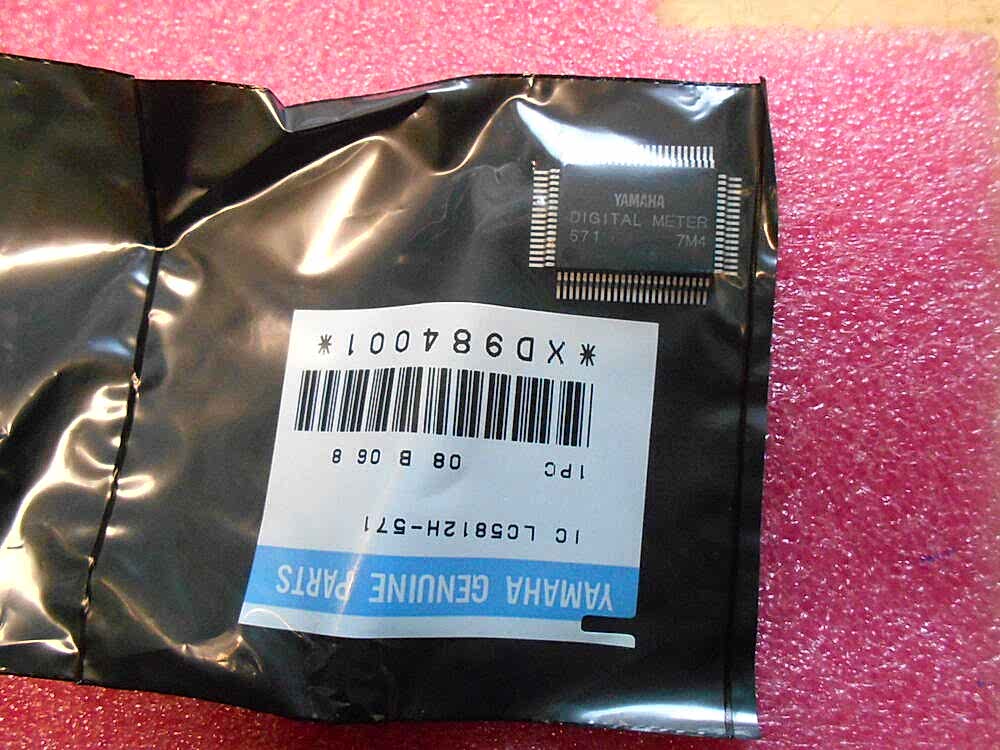 YAMAHA
DIGITAL METER
571 7M4
YAMAHA GENUINE PARTS
IC LC5812H-571
1PC 08 B 06 8
*XD984001*